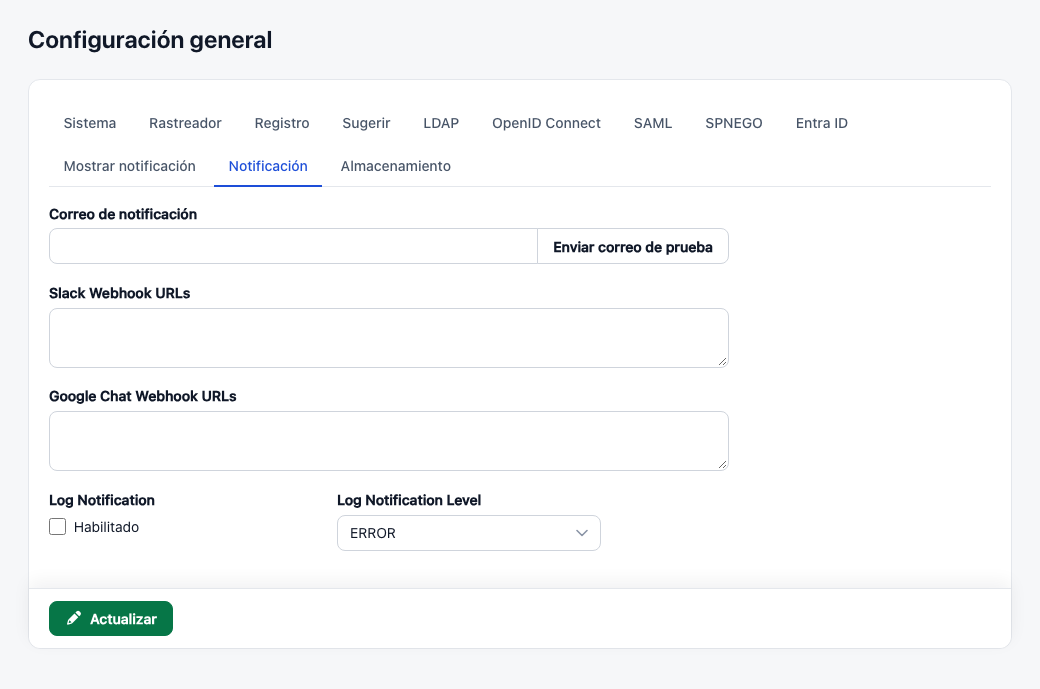 Configuración general
Sistema Rastreador Registro Sugerir LDAP OpenID Connect SAML SPNEGO Entra ID
Mostrar notificación Notificación Almacenamiento
Correo de notificación
Enviar correo de prueba
Slack Webhook URLs
Google Chat Webhook URLs
Log Notification Log Notification Level
Habilitado ERROR
Actualizar